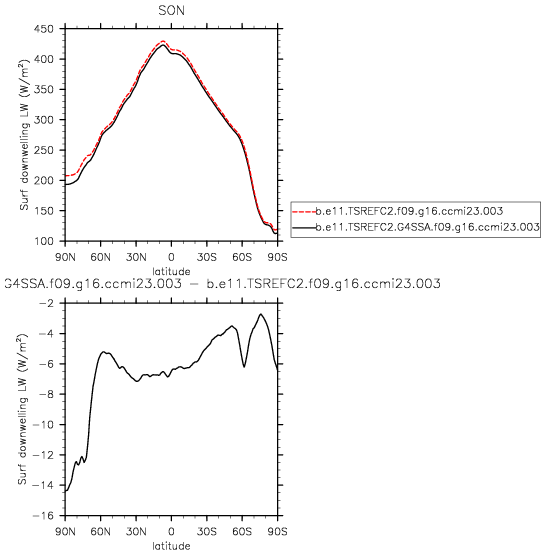 SON
450
400
350
300
250
200
150
100
Surf downwelling LW (W/m²)
90N 60N 30N 0 30S 60S 90S
latitude
b.e11.TSREFC2.f09.g16.ccmi23.003
b.e11.TSREFC2.G4SSA.f09.g16.ccmi23.003
G4SSA.f09.g16.ccmi23.003 − b.e11.TSREFC2.f09.g16.ccmi23.003
−2
−4
−6
−8
−10
−12
−14
−16
Surf downwelling LW (W/m²)
90N 60N 30N 0 30S 60S 90S
latitude